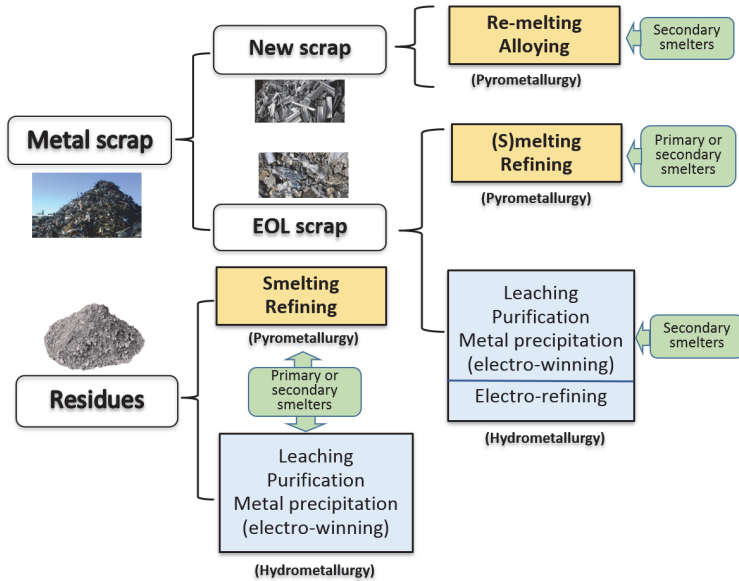 New scrap
Re-melting
Alloying
(Pyrometallurgy)
Secondary
smelters
Metal scrap
(S)melting
Refining
(Pyrometallurgy)
Primary or
secondary
smelters
EOL scrap
Leaching
Purification
Metal precipitation
(electro-winning)
Electro-refining
(Hydrometallurgy)
Secondary
smelters
Residues
Smelting
Refining
(Pyrometallurgy)
Primary or
secondary
smelters
Leaching
Purification
Metal precipitation
(electro-winning)
(Hydrometallurgy)